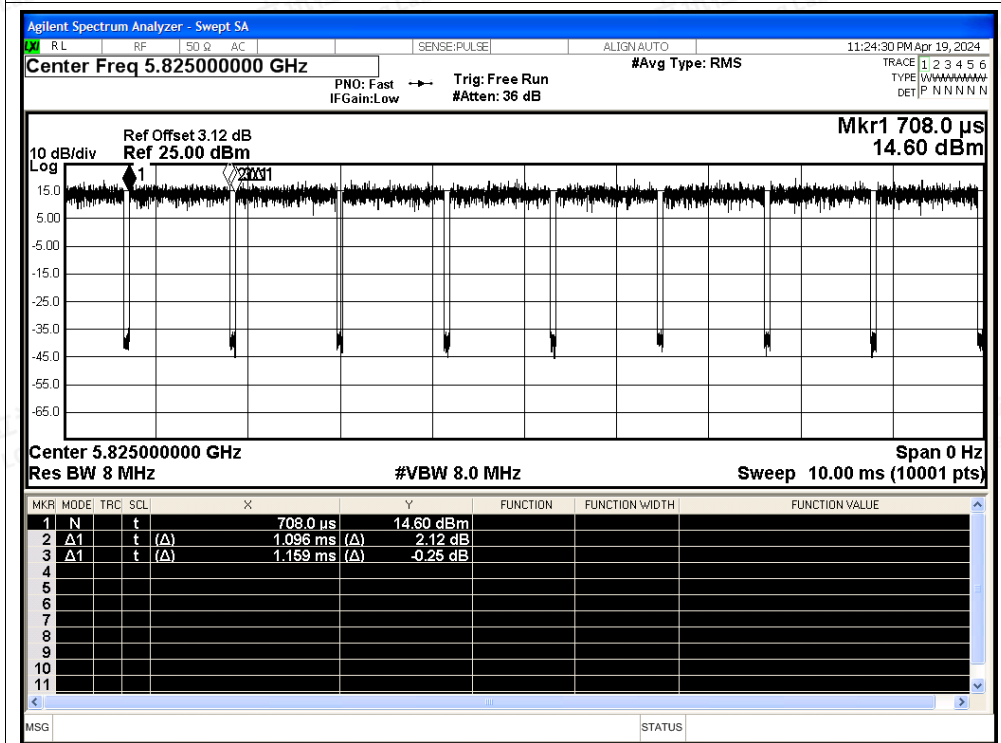 Agilent Spectrum Analyzer - Swept SA
LXI RL RF 50 Ω AC SENSE:PULSE ALIGN AUTO 11:24:30 PM Apr 19, 2024
Center Freq 5.825000000 GHz #Avg Type: RMS TRACE 1 2 3 4 5 6
PNO: Fast Trig: Free Run TYPE WWWWWW
IFGain:Low #Atten: 36 dB DET P N N N N N
Mkr1 708.0 µs
Ref Offset 3.12 dB
10 dB/div Ref 25.00 dBm 14.60 dBm
Log
1
15.0
5.00
-5.00
-15.0
-25.0
-35.0
-45.0
-55.0
-65.0
Center 5.825000000 GHz Span 0 Hz
Res BW 8 MHz #VBW 8.0 MHz Sweep 10.00 ms (10001 pts)
MKR MODE TRC SCL X Y FUNCTION FUNCTION WIDTH FUNCTION VALUE
1 N t 708.0 µs 14.60 dBm
2 Δ1 t (Δ) 1.096 ms (Δ) 2.12 dB
3 Δ1 t (Δ) 1.159 ms (Δ) -0.25 dB
4
5
6
7
8
9
10
11
MSG STATUS